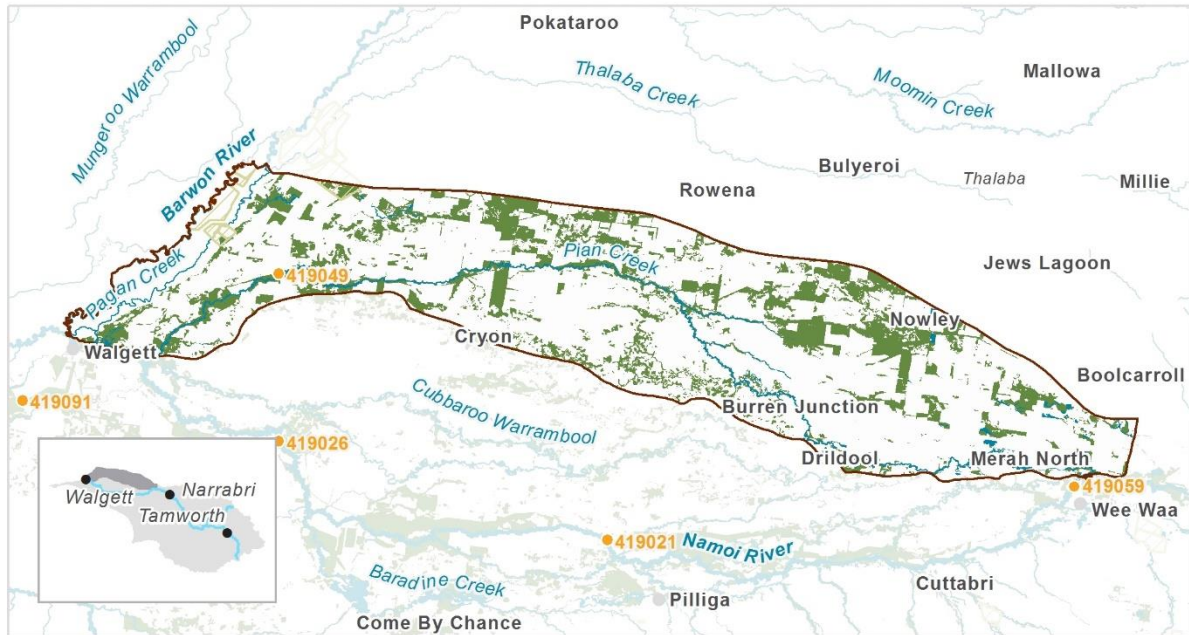 Pokataroo
Mungeroo Warrambool
Thalaba Creek
Moomin Creek
Mallowa
Barwon River
Bulyeroi
Thalaba
Millie
Rowena
Pian Creek
Jews Lagoon
Pagan Creek
419049
Nowley
Cryon
Walgett
Boolcarroll
419091
Cubbaroo Warrambool
Burren Junction
419026
Drildool
Merah North
419059
Wee Waa
Walgett
Narrabri
Tamworth
419021
Namoi River
Baradine Creek
Cuttabri
Pilliga
Come By Chance